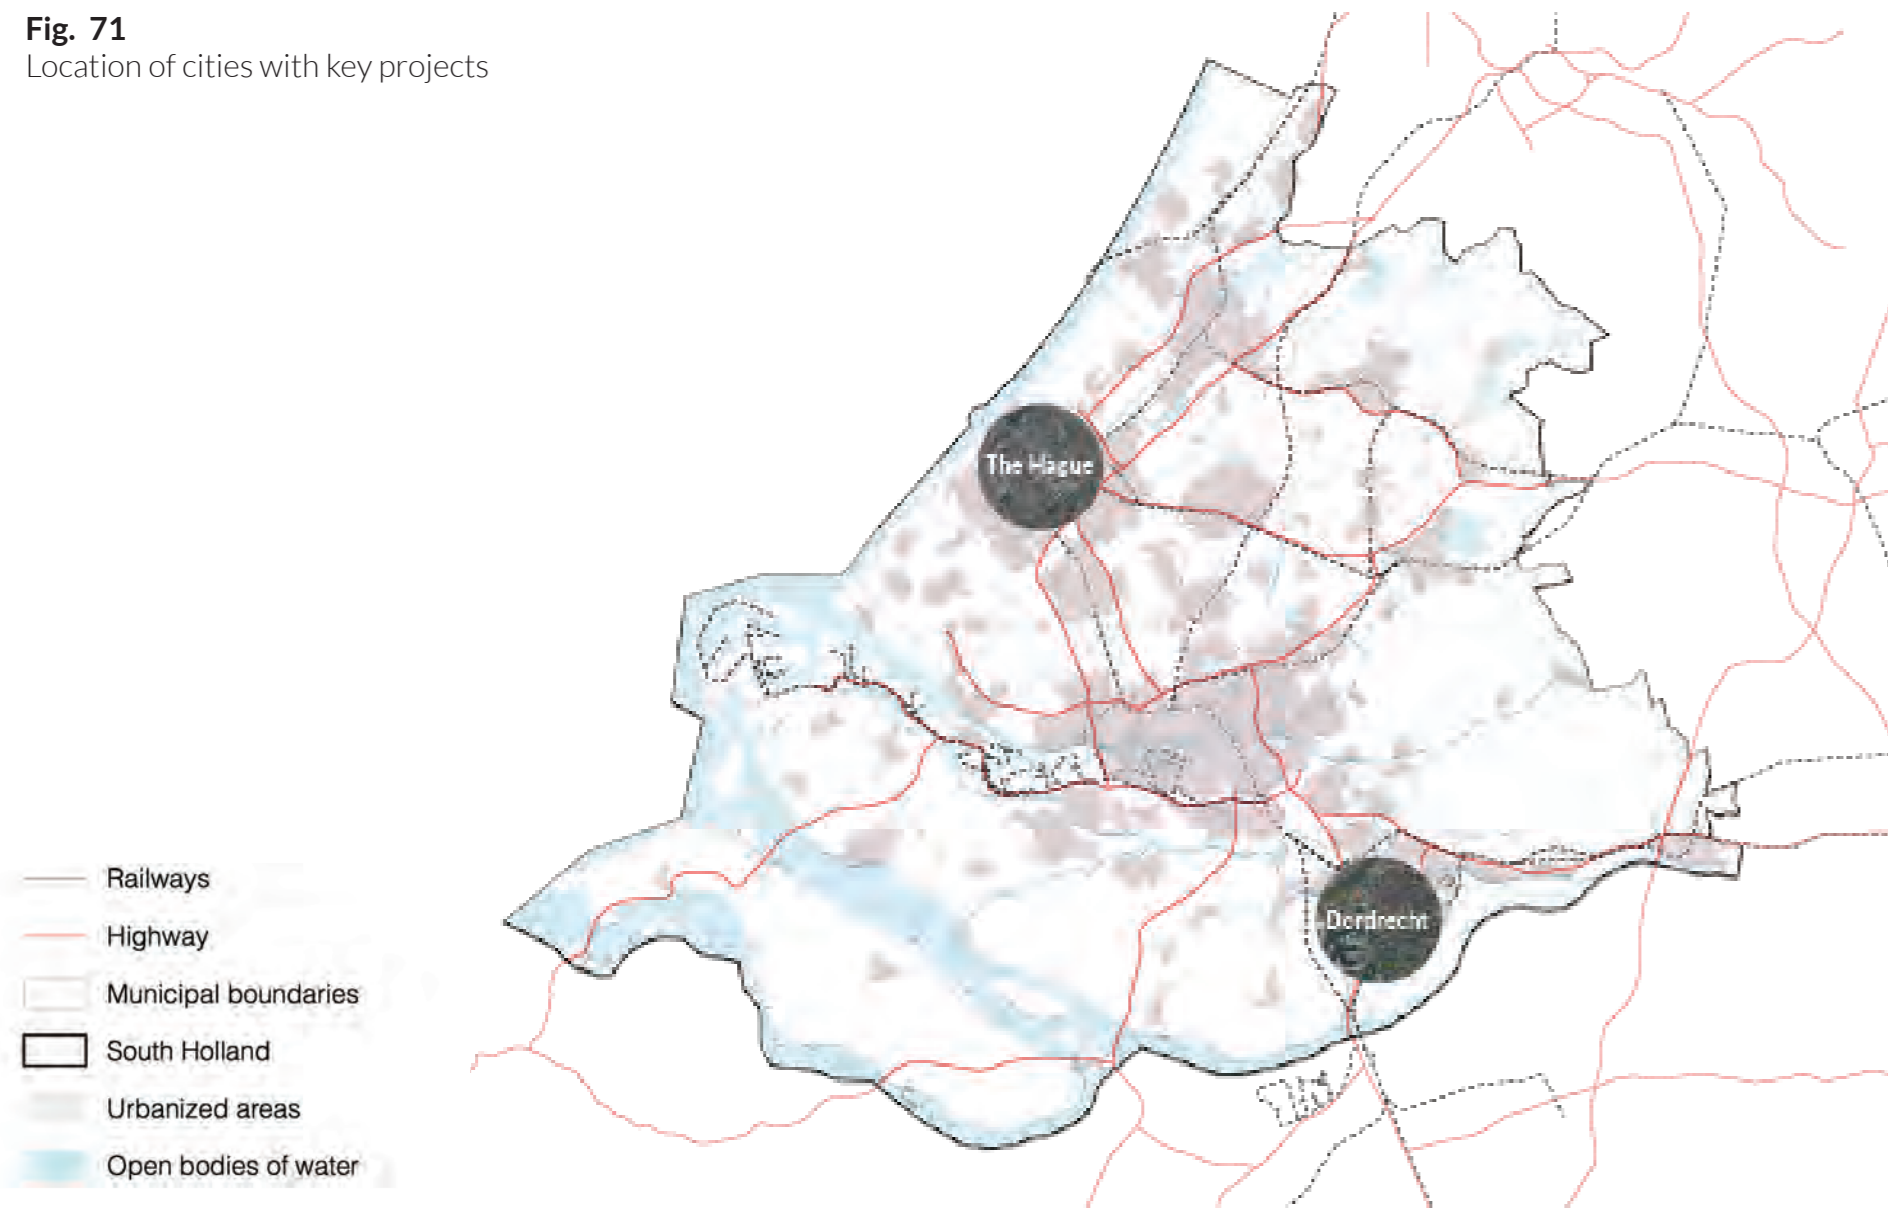 Fig. 71
Location of cities with key projects
The Hague
Dordrecht
Railways
Highway
Municipal boundaries
South Holland
Urbanized areas
Open bodies of water